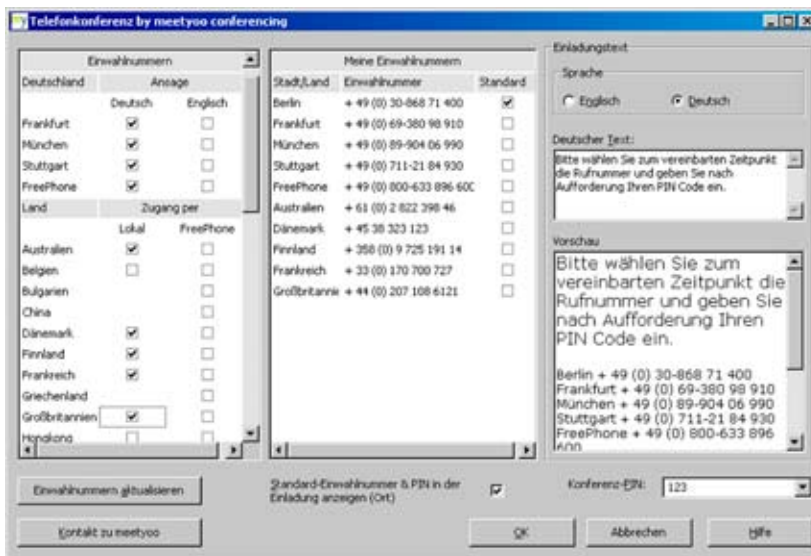 Telefonkonferenz by meetyoo conferencing
Einwahlnummern
Deutschland Ansage
Deutsch Englisch
Frankfurt
München
Stuttgart
FreePhone
Land Zugang per
Lokal FreePhone
Australien
Belgien
Bulgarien
China
Dänemark
Finnland
Frankreich
Griechenland
Großbritannien
Hongkong
Meine Einwahlnummern
Stadt/Land Einwahlnummer Standard
Berlin + 49 (0) 30-868 71 400
Frankfurt + 49 (0) 69-380 98 910
München + 49 (0) 89-904 06 990
Stuttgart + 49 (0) 711-21 84 930
FreePhone + 49 (0) 800-633 896 600
Australien + 61 (0) 2 822 398 46
Dänemark + 45 38 323 123
Finnland + 358 (0) 9 725 191 14
Frankreich + 33 (0) 170 700 727
Großbritannie + 44 (0) 207 108 6121
Einladungstext
Sprache
Englisch Deutsch
Deutscher Text:
Bitte wählen Sie zum vereinbarten Zeitpunkt
die Rufnummer und geben Sie nach
Aufforderung Ihren PIN Code ein.
Vorschau
Bitte wählen Sie zum
vereinbarten Zeitpunkt die
Rufnummer und geben Sie
nach Aufforderung Ihren
PIN Code ein.
Berlin + 49 (0) 30-868 71 400
Frankfurt + 49 (0) 69-380 98 910
München + 49 (0) 89-904 06 990
Stuttgart + 49 (0) 711-21 84 930
FreePhone + 49 (0) 800-633 896
600
Einwahlnummern aktualisieren
Standard-Einwahlnummer & PIN in der
Einladung anzeigen (Ort)
Konferenz-PIN: 123
Kontakt zu meetyoo
OK
Abbrechen
Hilfe